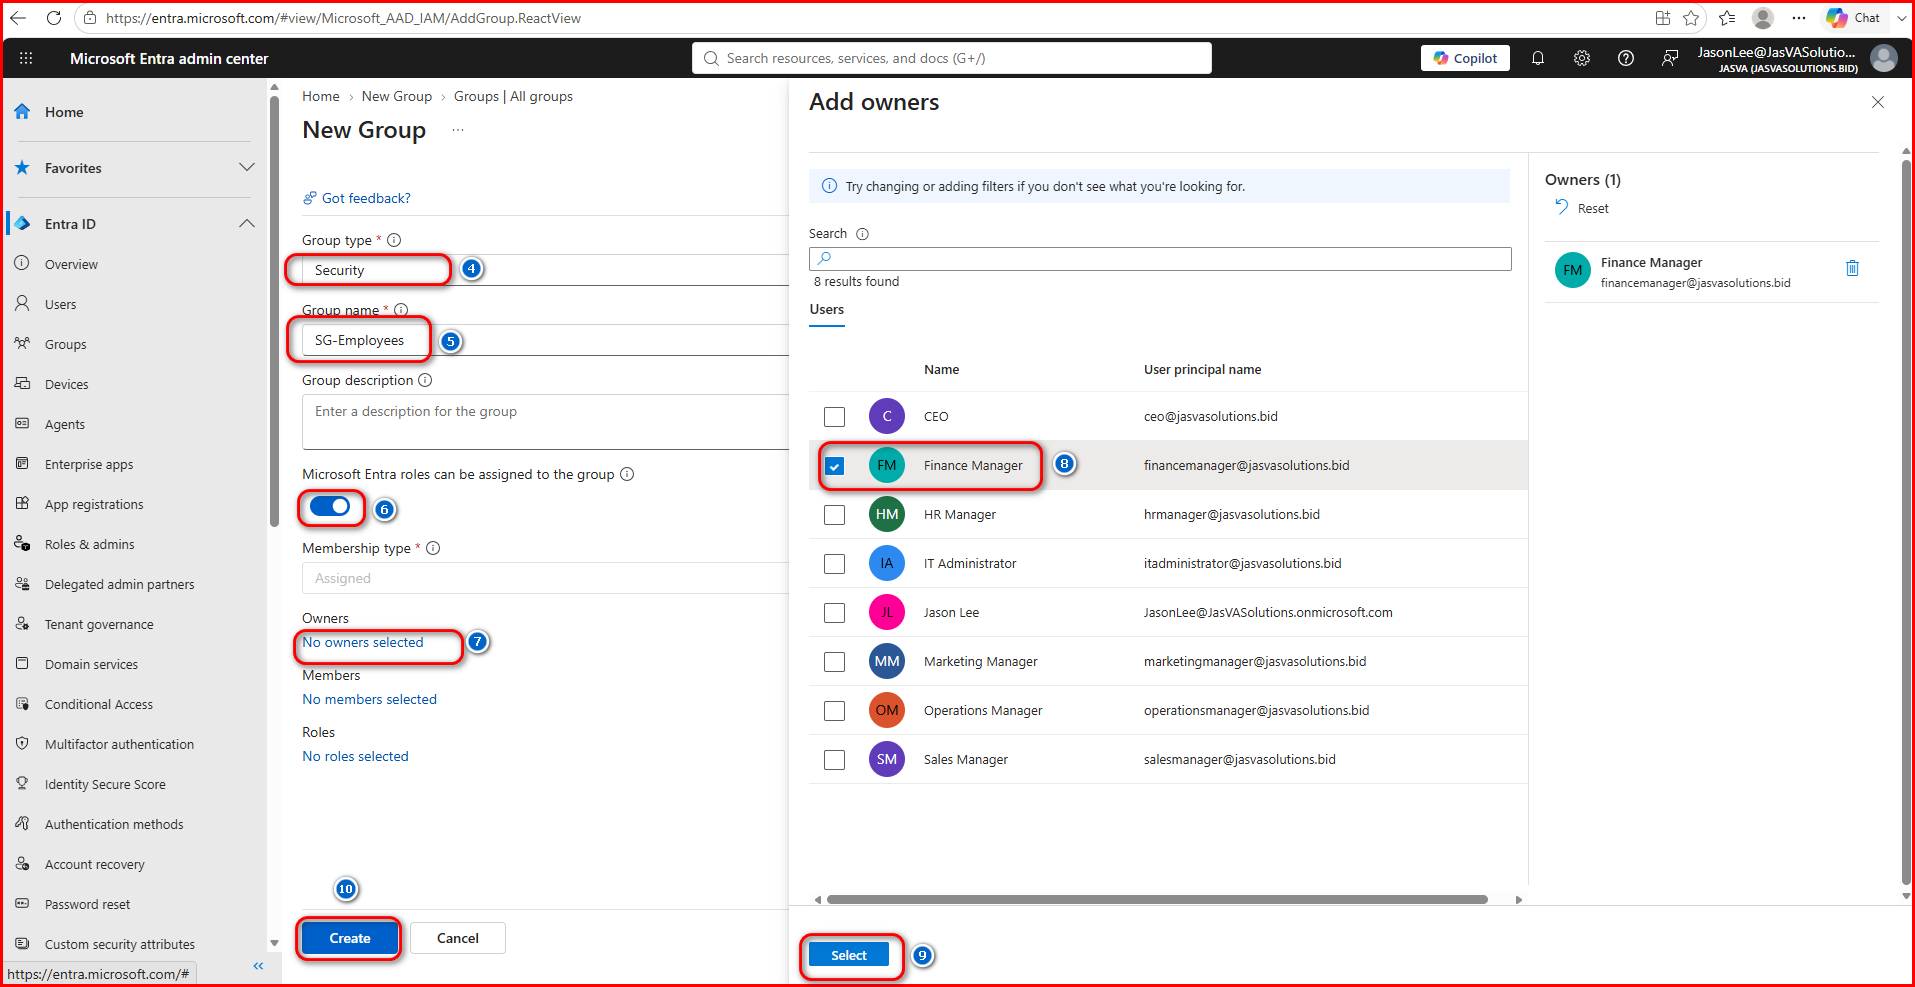 https://entra.microsoft.com/#view/Microsoft_AAD_IAM/AddGroup.ReactView
Chat
Microsoft Entra admin center
Search resources, services, and docs (G+/)
Copilot
JasonLee@JasVASolutio...
JASVA (JASVASOLUTIONS.BID)
Home
Favorites
Entra ID
Overview
Users
Groups
Devices
Agents
Enterprise apps
App registrations
Roles & admins
Delegated admin partners
Tenant governance
Domain services
Conditional Access
Multifactor authentication
Identity Secure Score
Authentication methods
Account recovery
Password reset
Custom security attributes
https://entra.microsoft.com/#
Home > New Group > Groups | All groups
New Group ...
Got feedback?
Group type *
Security
4
Group name *
SG-Employees
5
Group description
Enter a description for the group
Microsoft Entra roles can be assigned to the group
6
Membership type *
Assigned
Owners
No owners selected
7
Members
No members selected
Roles
No roles selected
10
Create
Cancel
Add owners
Try changing or adding filters if you don't see what you're looking for.
Search
8 results found
Users
Name User principal name
C CEO ceo@jasvasolutions.bid
FM Finance Manager 8 financemanager@jasvasolutions.bid
HM HR Manager hrmanager@jasvasolutions.bid
IA IT Administrator itadministrator@jasvasolutions.bid
JL Jason Lee JasonLee@JasVASolutions.onmicrosoft.com
MM Marketing Manager marketingmanager@jasvasolutions.bid
OM Operations Manager operationsmanager@jasvasolutions.bid
SM Sales Manager salesmanager@jasvasolutions.bid
Select
9
Owners (1)
Reset
FM Finance Manager
financemanager@jasvasolutions.bid